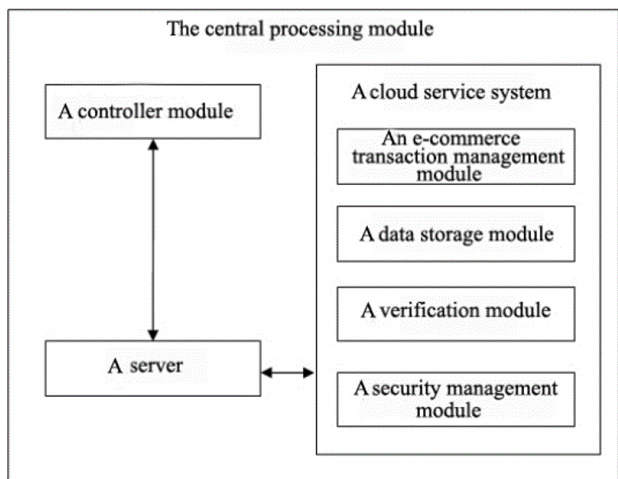 The central processing module
A controller module
A server
A cloud service system
An e-commerce
transaction management
module
A data storage module
A verification module
A security management
module